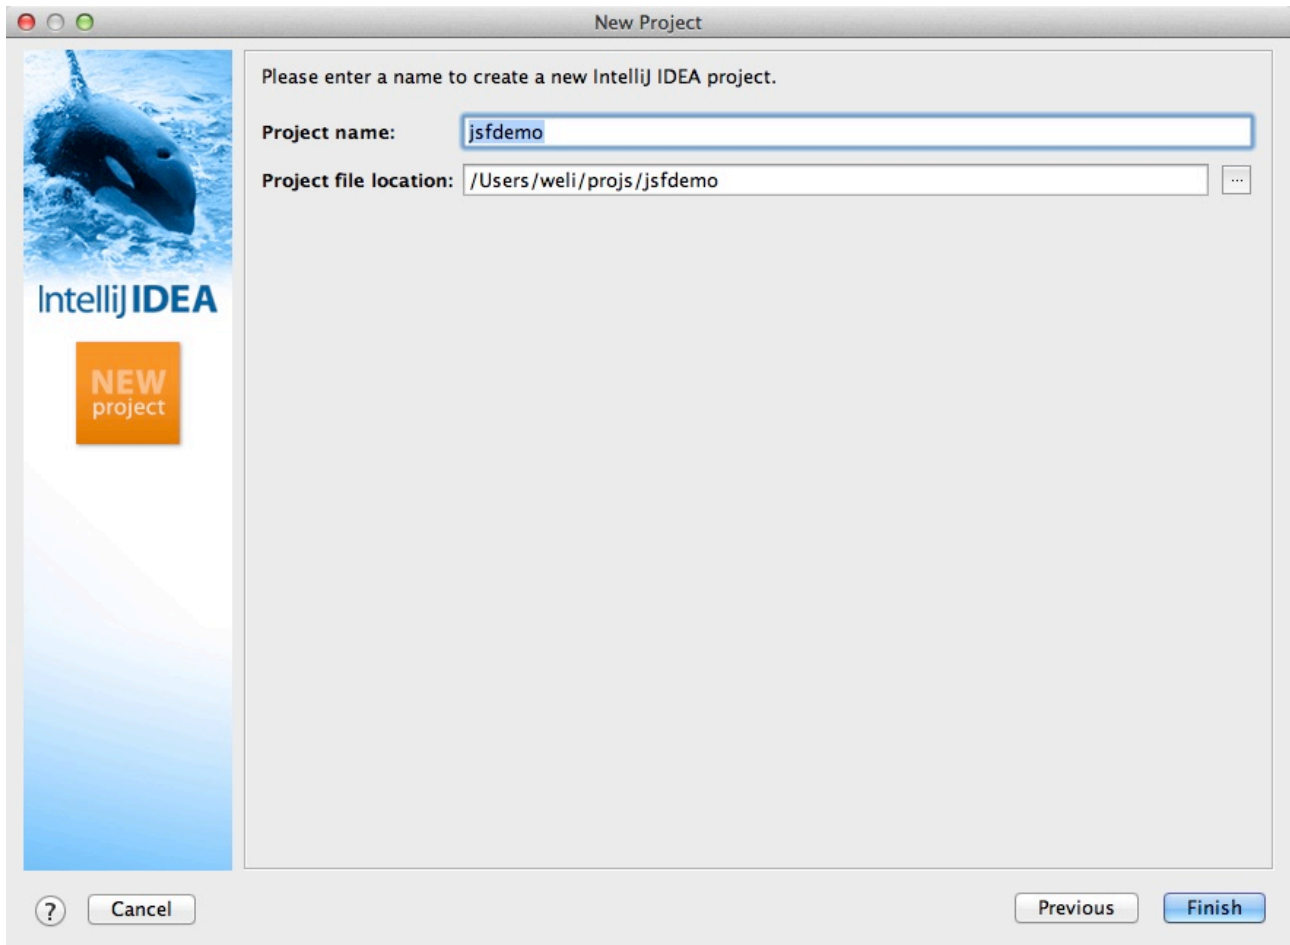 New Project
Please enter a name to create a new IntelliJ IDEA project.
Project name: jsfdemo
Project file location: /Users/weli/projs/jsfdemo ...
IntelliJ IDEA
NEW
project
? Cancel Previous Finish